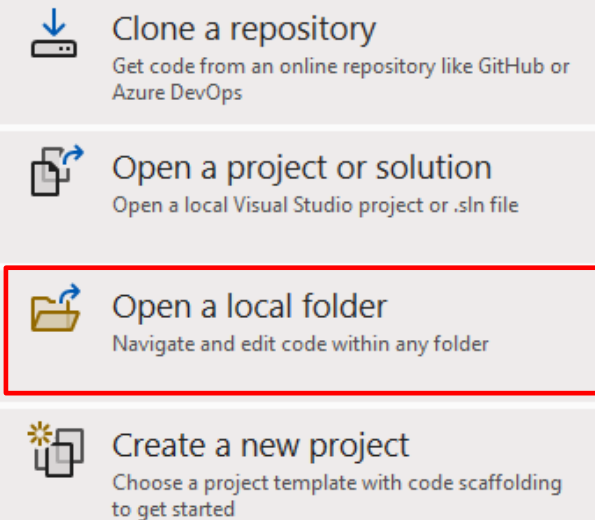 Clone a repository
Get code from an online repository like GitHub or
Azure DevOps
Open a project or solution
Open a local Visual Studio project or .sln file
Open a local folder
Navigate and edit code within any folder
Create a new project
Choose a project template with code scaffolding
to get started